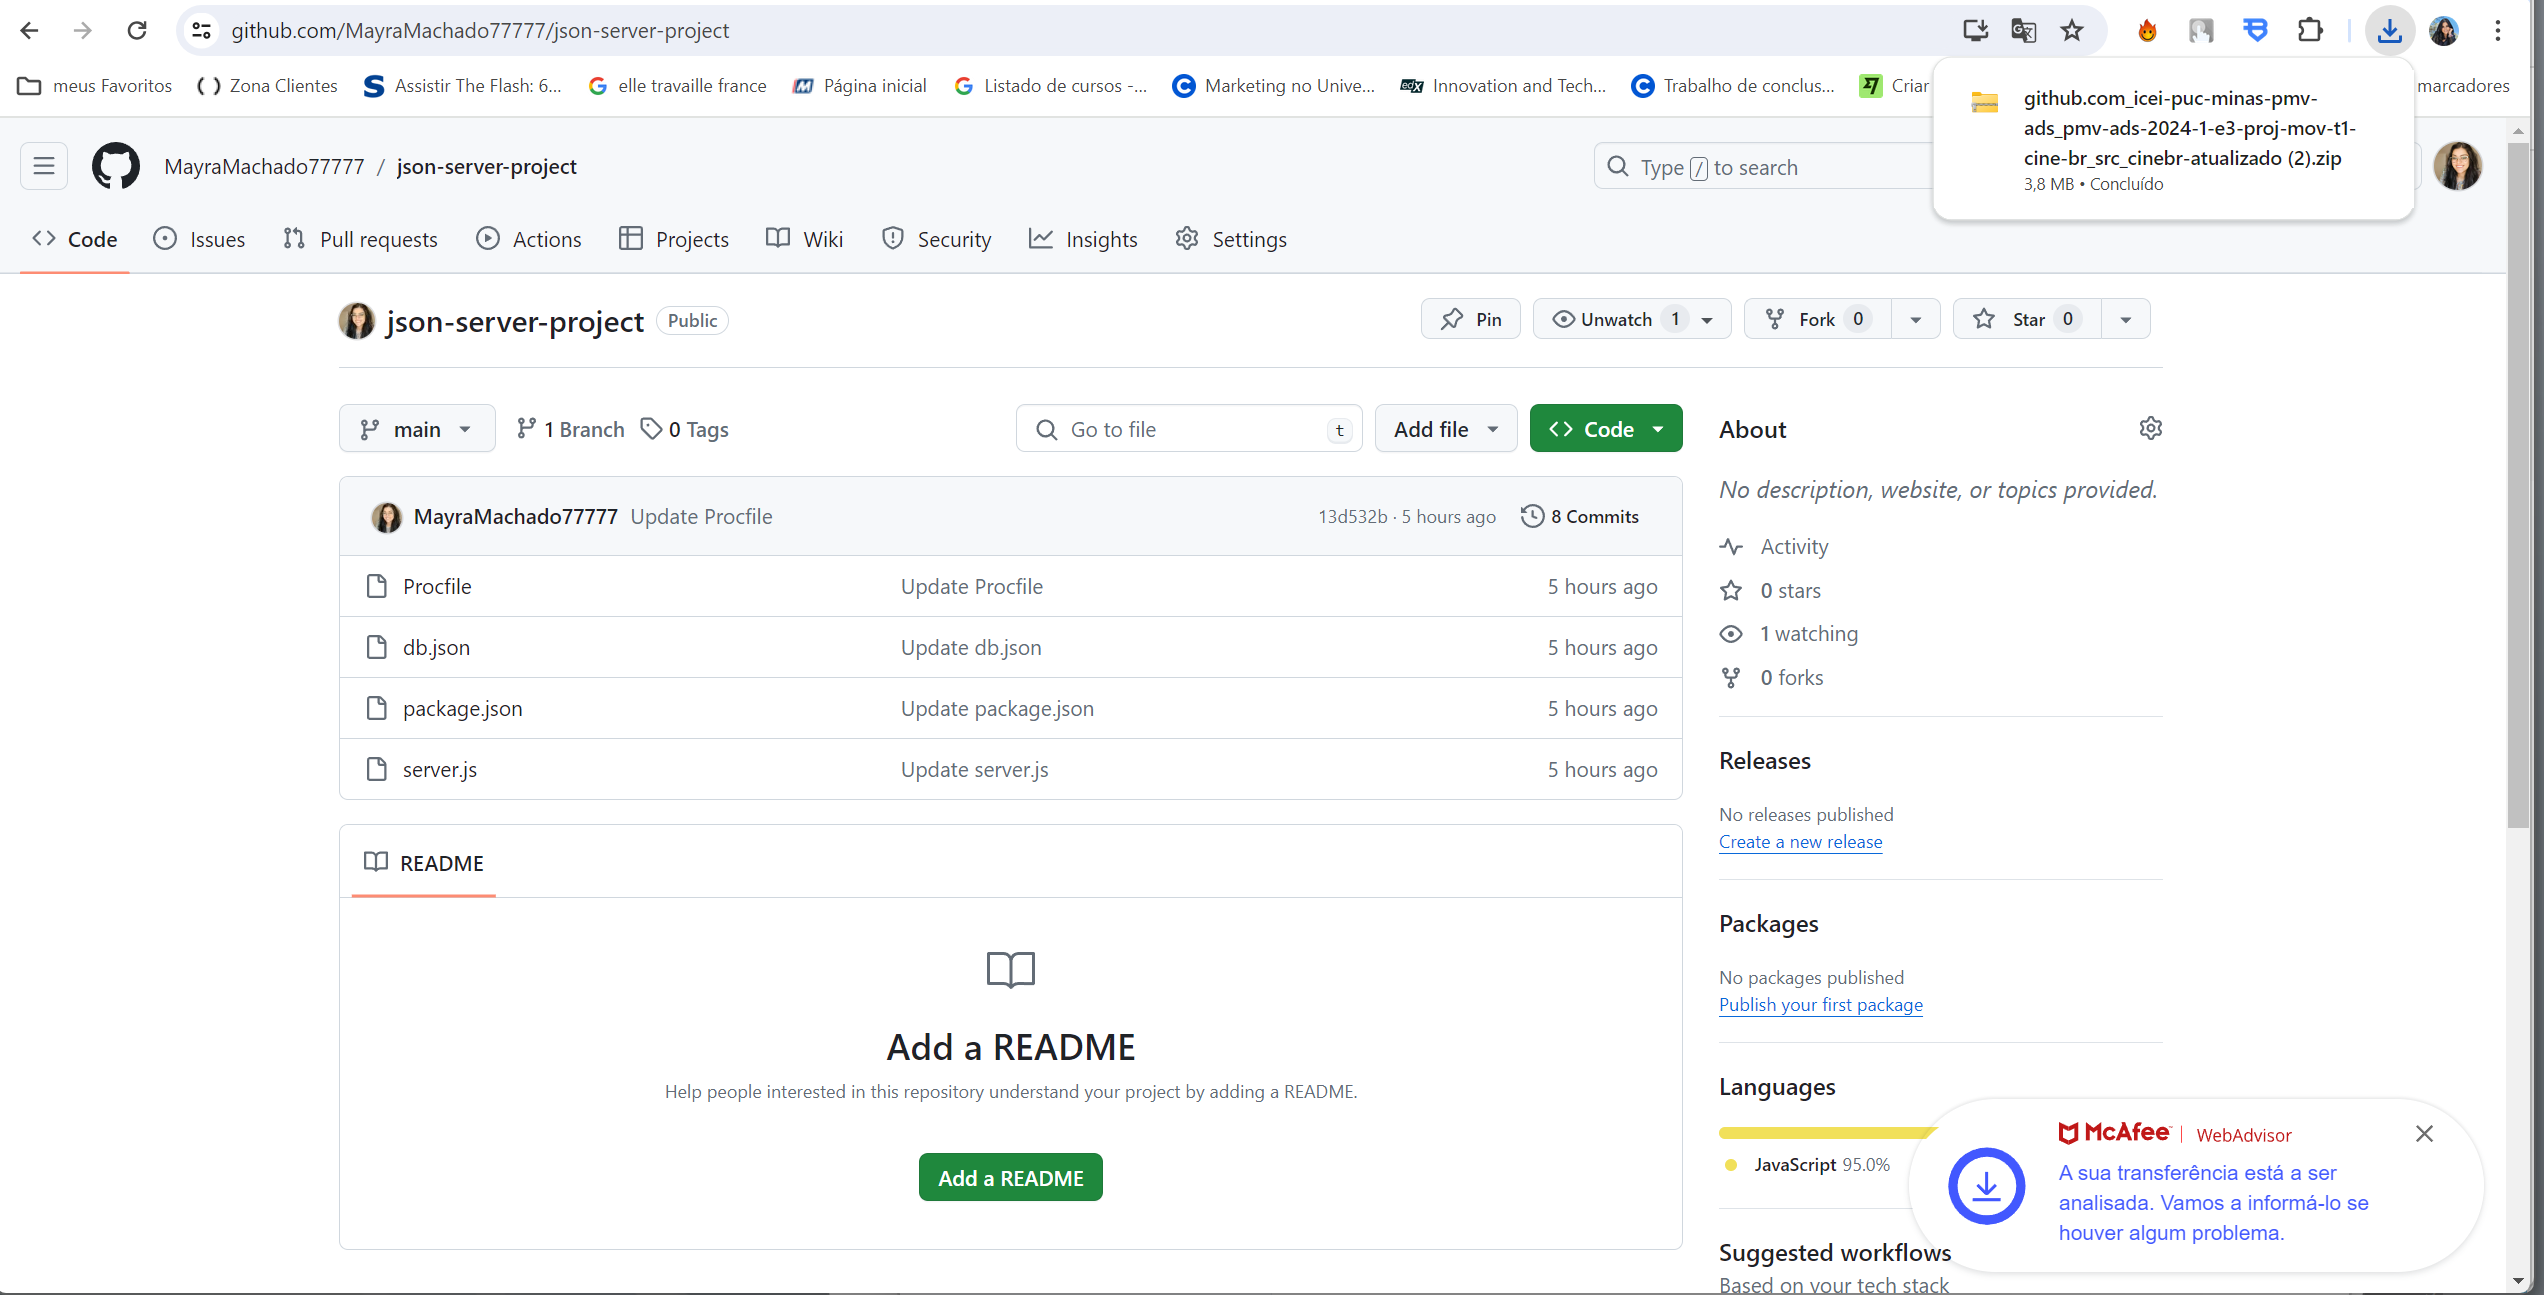 github.com/MayraMachado77777/json-server-project
meus Favoritos
Zona Clientes
Assistir The Flash: 6...
elle travaille france
Página inicial
Listado de cursos -...
Marketing no Unive...
edX
Innovation and Tech...
Trabalho de conclus...
Criar
marcadores
github.com_icei-puc-minas-pmv-
ads_pmv-ads-2024-1-e3-proj-mov-t1-
cine-br_src_cinebr-atualizado (2).zip
3,8 MB • Concluído
MayraMachado77777 / json-server-project
Type / to search
Code
Issues
Pull requests
Actions
Projects
Wiki
Security
Insights
Settings
json-server-project
Public
Pin
Unwatch 1
Fork 0
Star 0
main
1 Branch
0 Tags
Go to file
t
Add file
Code
MayraMachado77777 Update Procfile
13d532b · 5 hours ago
8 Commits
Procfile Update Procfile 5 hours ago
db.json Update db.json 5 hours ago
package.json Update package.json 5 hours ago
server.js Update server.js 5 hours ago
README
Add a README
Help people interested in this repository understand your project by adding a README.
Add a README
About
No description, website, or topics provided.
Activity
0 stars
1 watching
0 forks
Releases
No releases published
Create a new release
Packages
No packages published
Publish your first package
Languages
JavaScript 95.0%
Suggested workflows
Based on your tech stack
McAfee | WebAdvisor
A sua transferência está a ser
analisada. Vamos a informá-lo se
houver algum problema.